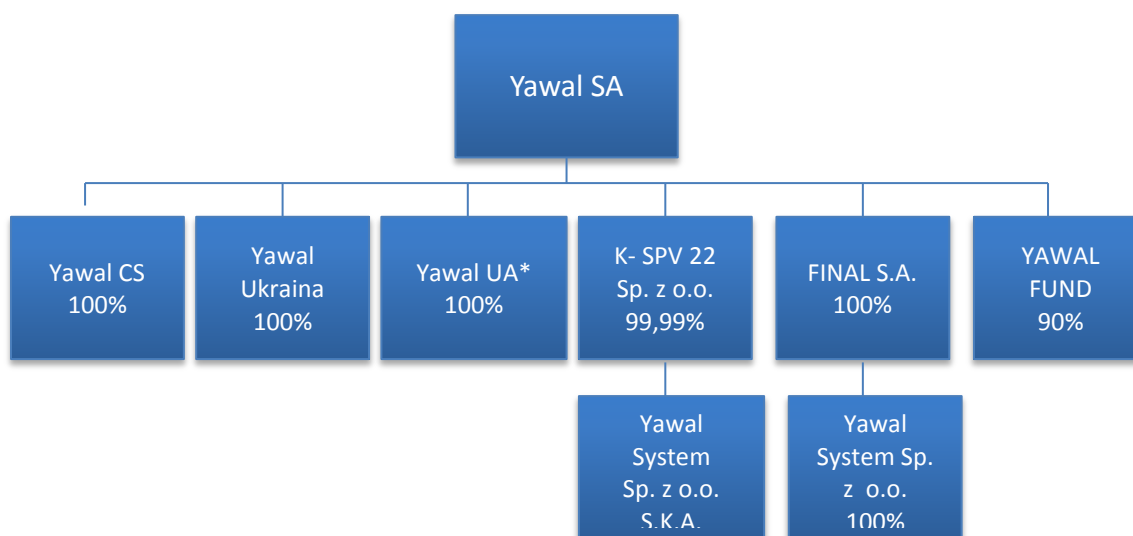 Yawal SA
Yawal CS
100%
Yawal
Ukraina
100%
Yawal UA*
100%
K- SPV 22
Sp. z o.o.
99,99%
FINAL S.A.
100%
YAWAL
FUND
90%
Yawal
System
Sp. z o.o.
S.K.A.
Yawal
System Sp.
z o.o.
100%